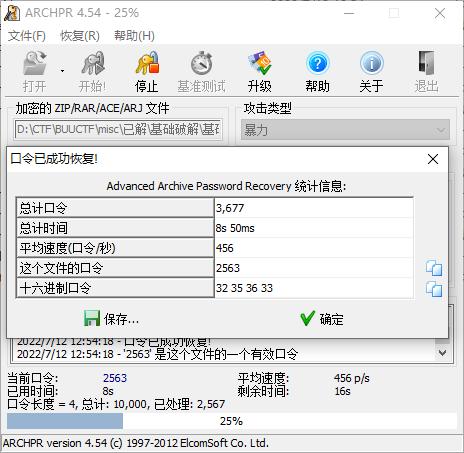 ARCHPR 4.54 - 25%
文件(F) 恢复(R) 帮助(H)
打开 开始! 停止 基准测试 升级 帮助 关于 退出
加密的 ZIP/RAR/ACE/ARJ 文件 攻击类型
D:\CTF\BUUCTF\misc\已解\基础破解\基础 暴力
口令已成功恢复!
Advanced Archive Password Recovery 统计信息:
总计口令 3,677
总计时间 8s 50ms
平均速度(口令/秒) 456
这个文件的口令 2563
十六进制口令 32 35 36 33
保存... 确定
2022/7/12 12:54:18 - 口令已成功恢复!
2022/7/12 12:54:18 - '2563' 是这个文件的一个有效口令
当前口令: 2563 平均速度: 456 p/s
已用时间: 8s 剩余时间: 16s
口令长度 = 4, 总计: 10,000, 已处理: 2,567
25%
ARCHPR version 4.54 (c) 1997-2012 ElcomSoft Co. Ltd.